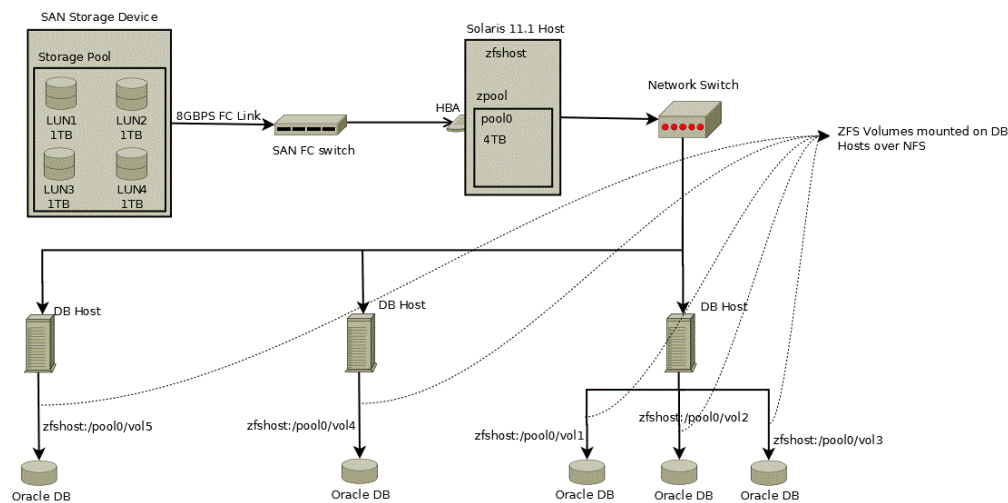 SAN Storage Device
Storage Pool
LUN1
1TB
LUN2
1TB
LUN3
1TB
LUN4
1TB
8GBPS FC Link
SAN FC switch
HBA
Solaris 11.1 Host
zfshost
zpool
pool0
4TB
Network Switch
ZFS Volumes mounted on DB
Hosts over NFS
DB Host
DB Host
DB Host
zfshost:/pool0/vol5
zfshost:/pool0/vol4
zfshost:/pool0/vol1
zfshost:/pool0/vol2
zfshost:/pool0/vol3
Oracle DB
Oracle DB
Oracle DB
Oracle DB
Oracle DB